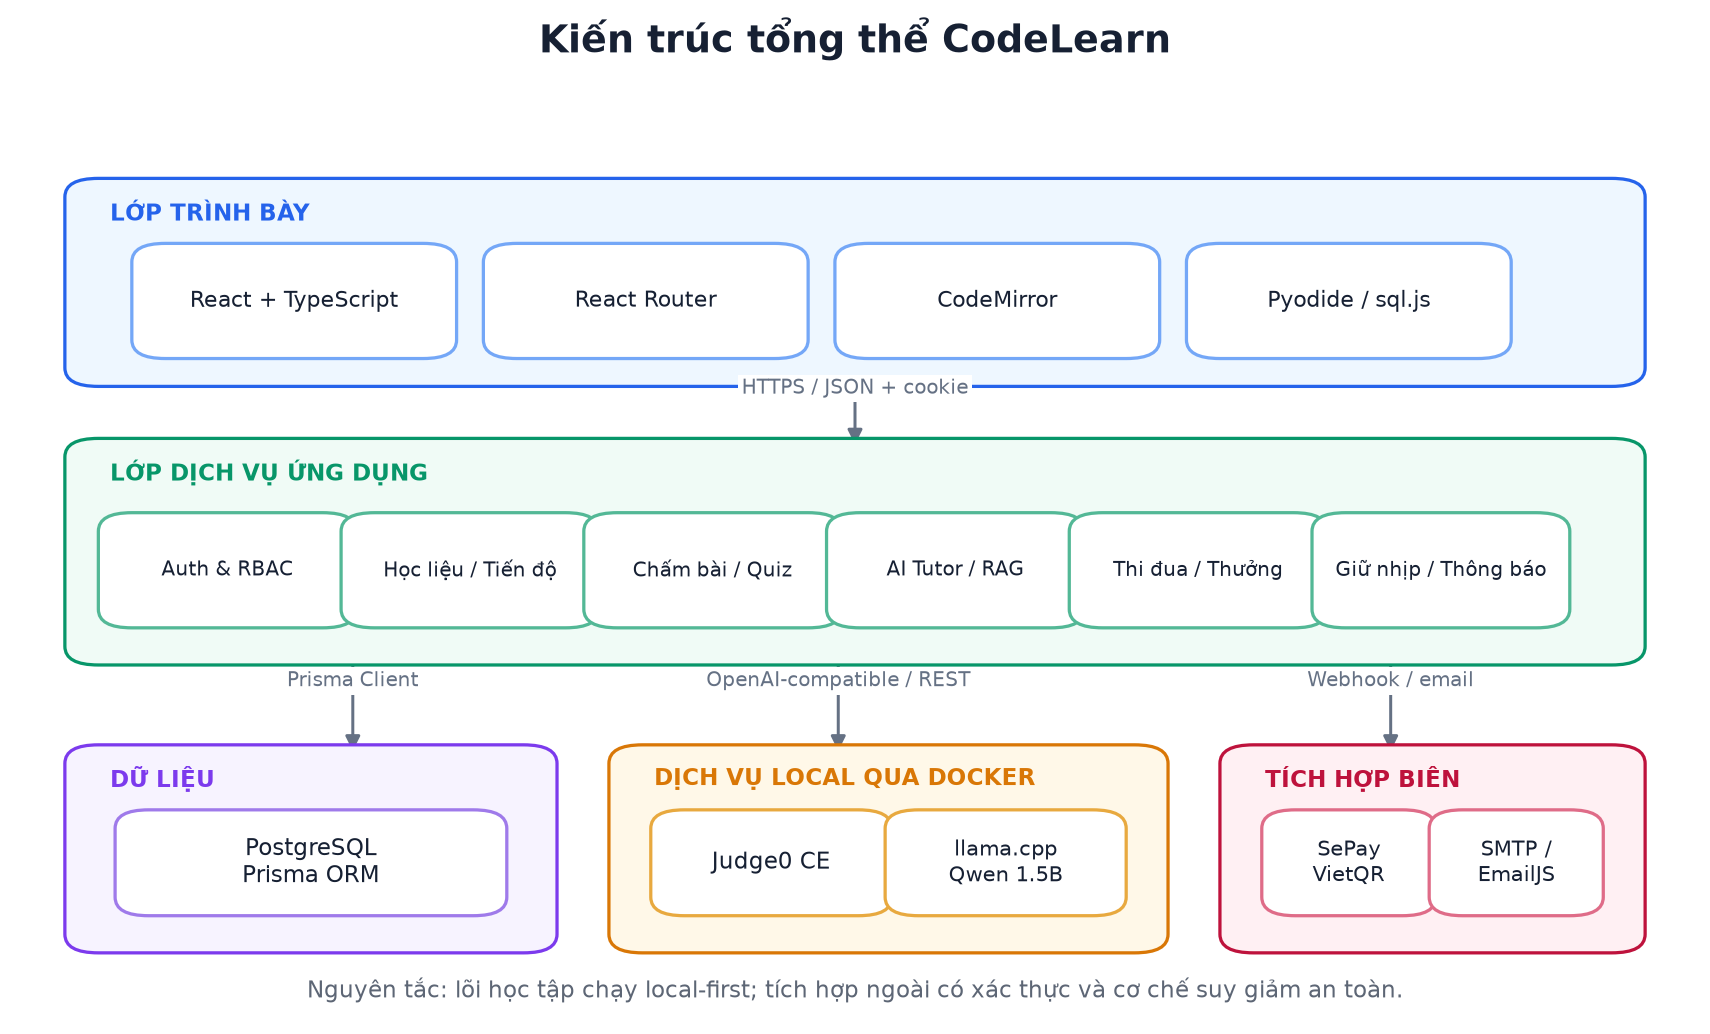 Kiến trúc tổng thể CodeLearn
LỚP TRÌNH BÀY
React + TypeScript
React Router
CodeMirror
Pyodide / sql.js
HTTPS / JSON + cookie
LỚP DỊCH VỤ ỨNG DỤNG
Auth & RBAC
Học liệu / Tiến độ
Chấm bài / Quiz
AI Tutor / RAG
Thi đua / Thưởng
Giữ nhịp / Thông báo
Prisma Client
OpenAI-compatible / REST
Webhook / email
DỮ LIỆU
PostgreSQL
Prisma ORM
DỊCH VỤ LOCAL QUA DOCKER
Judge0 CE
llama.cpp
Qwen 1.5B
TÍCH HỢP BIÊN
SePay
VietQR
SMTP /
EmailJS
Nguyên tắc: lõi học tập chạy local-first; tích hợp ngoài có xác thực và cơ chế suy giảm an toàn.